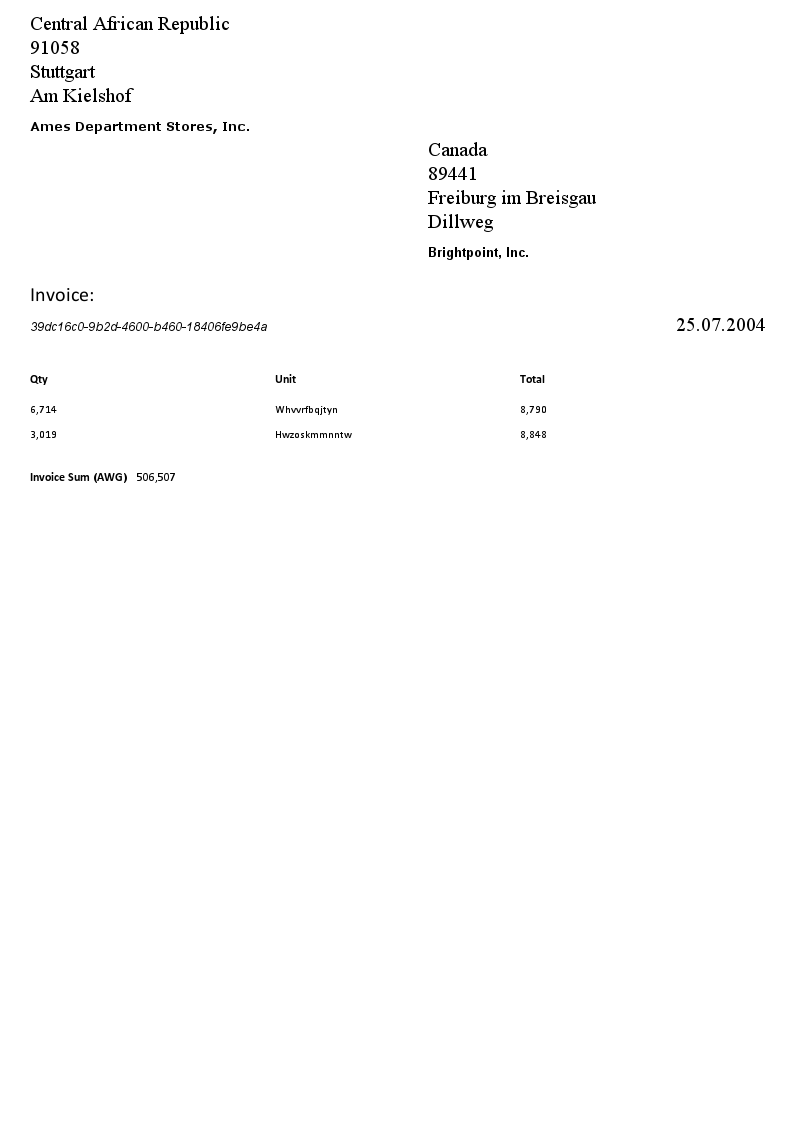 Central African Republic
91058
Stuttgart
Am Kielshof
Ames Department Stores, Inc.
Canada
89441
Freiburg im Breisgau
Dillweg
Brightpoint, Inc.
Invoice:
39dc16c0-9b2d-4600-b460-18406fe9be4a 25.07.2004
Qty Unit Total
6,714 Whvvrfbqjtyn 8,790
3,019 Hwzoskmmnntw 8,848
Invoice Sum (AWG) 506,507